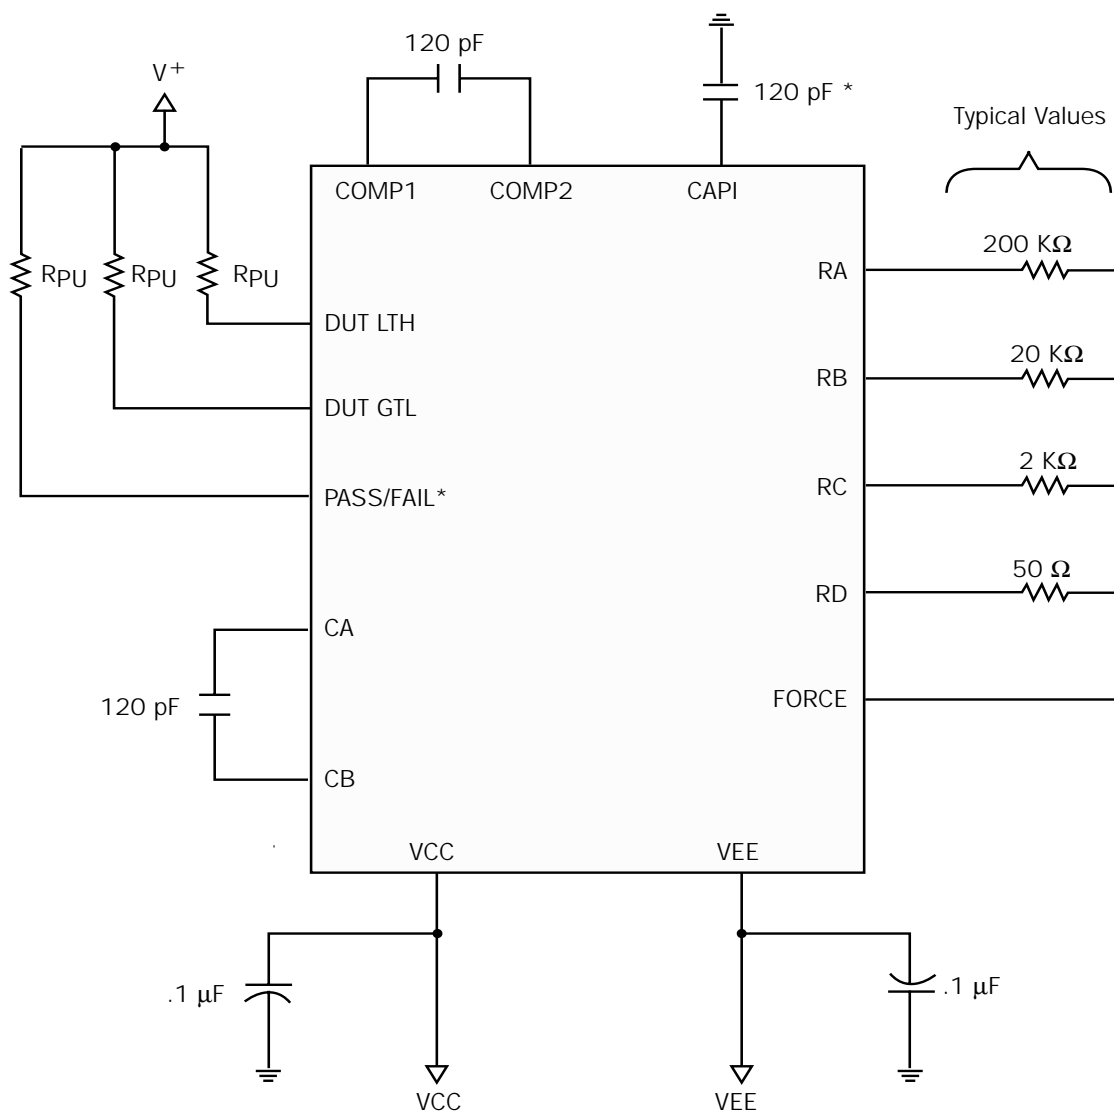 120 pF
V+
120 pF *
Typical Values
COMP1
COMP2
CAPI
200 KΩ
RA
RPU
RPU
RPU
DUT LTH
20 KΩ
RB
DUT GTL
2 KΩ
RC
PASS/FAIL*
50 Ω
RD
CA
120 pF
FORCE
CB
VCC
VEE
.1 μF
.1 μF
VCC
VEE